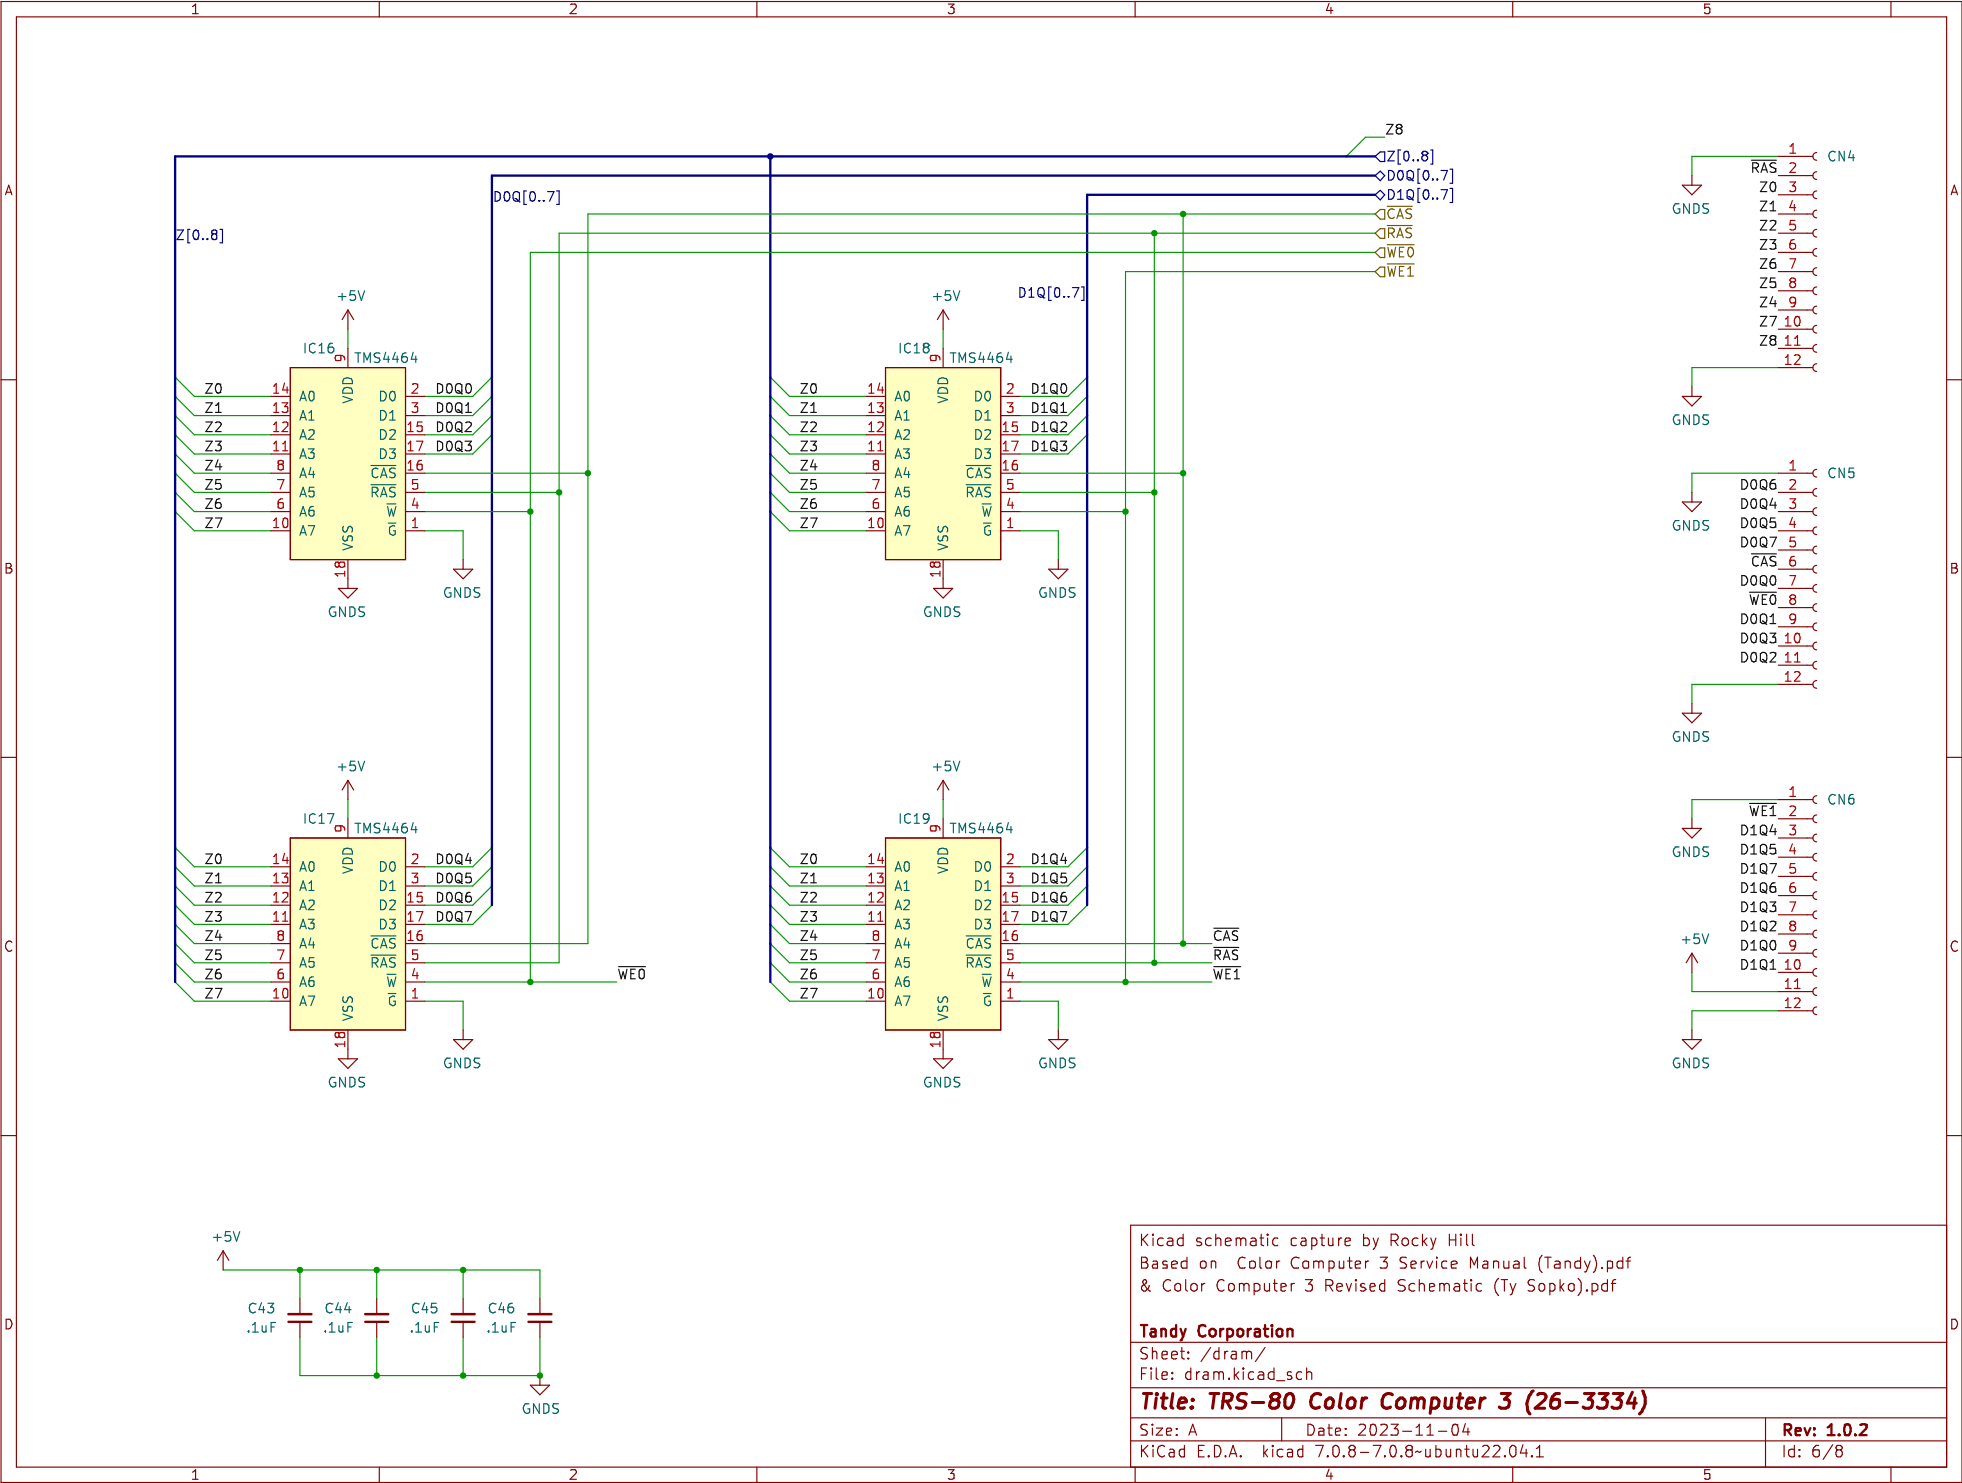 1 2 3 4 5
A A
B B
C C
D D
Z8
Z[0..8]
D0Q[0..7]
D1Q[0..7]
CAS
RAS
WE0
WE1
Z[0..8]
D0Q[0..7]
D1Q[0..7]
+5V
IC16 TMS4464
9 VDD
Z0 14 A0 D0 2 D0Q0
Z1 13 A1 D1 3 D0Q1
Z2 12 A2 D2 15 D0Q2
Z3 11 A3 D3 17 D0Q3
Z4 8 A4 CAS 16
Z5 7 A5 RAS 5
Z6 6 A6 W 4
Z7 10 A7 G 1
VSS 18
GNDS
GNDS
+5V
IC18 TMS4464
9 VDD
Z0 14 A0 D0 2 D1Q0
Z1 13 A1 D1 3 D1Q1
Z2 12 A2 D2 15 D1Q2
Z3 11 A3 D3 17 D1Q3
Z4 8 A4 CAS 16
Z5 7 A5 RAS 5
Z6 6 A6 W 4
Z7 10 A7 G 1
VSS 18
GNDS
GNDS
+5V
IC17 TMS4464
9 VDD
Z0 14 A0 D0 2 D0Q4
Z1 13 A1 D1 3 D0Q5
Z2 12 A2 D2 15 D0Q6
Z3 11 A3 D3 17 D0Q7
Z4 8 A4 CAS 16
Z5 7 A5 RAS 5
Z6 6 A6 W 4 WE0
Z7 10 A7 G 1
VSS 18
GNDS
GNDS
+5V
IC19 TMS4464
9 VDD
Z0 14 A0 D0 2 D1Q4
Z1 13 A1 D1 3 D1Q5
Z2 12 A2 D2 15 D1Q6
Z3 11 A3 D3 17 D1Q7
Z4 8 A4 CAS 16 CAS
Z5 7 A5 RAS 5 RAS
Z6 6 A6 W 4 WE1
Z7 10 A7 G 1
VSS 18
GNDS
GNDS
1 CN4
RAS 2
Z0 3
GNDS
Z1 4
Z2 5
Z3 6
Z6 7
Z5 8
Z4 9
Z7 10
Z8 11
12
GNDS
1 CN5
D0Q6 2
D0Q4 3
GNDS
D0Q5 4
D0Q7 5
CAS 6
D0Q0 7
WE0 8
D0Q1 9
D0Q3 10
D0Q2 11
12
GNDS
1 CN6
WE1 2
D1Q4 3
GNDS
D1Q5 4
D1Q7 5
D1Q6 6
D1Q3 7
D1Q2 8
+5V
D1Q0 9
D1Q1 10
11
12
GNDS
+5V
C43 C44 C45 C46
.1uF .1uF .1uF .1uF
GNDS
Kicad schematic capture by Rocky Hill
Based on Color Computer 3 Service Manual (Tandy).pdf
& Color Computer 3 Revised Schematic (Ty Sopko).pdf
Tandy Corporation
Sheet: /dram/
File: dram.kicad_sch
Title: TRS-80 Color Computer 3 (26-3334)
Size: A Date: 2023-11-04 Rev: 1.0.2
KiCad E.D.A. kicad 7.0.8-7.0.8~ubuntu22.04.1 Id: 6/8
1 2 3 4 5